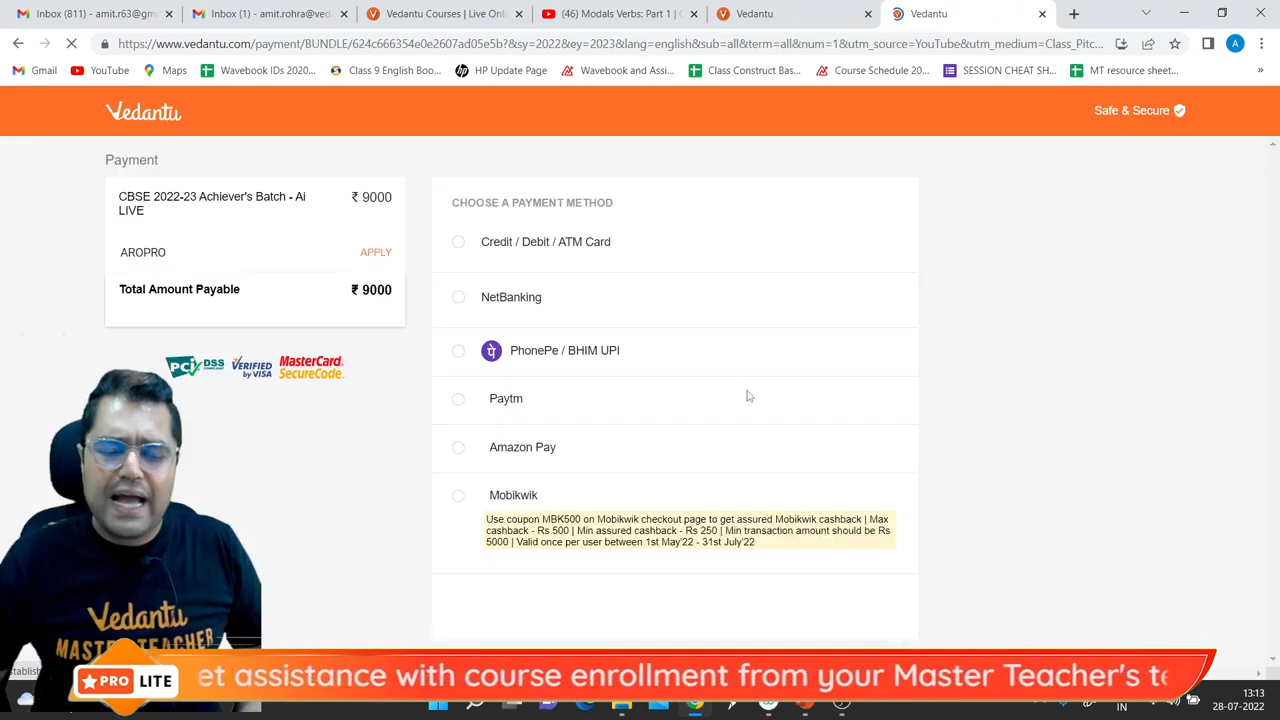 Inbox (811) - amit.r63@gm
Inbox (1) - amit.rohra@ved
Vedantu Courses | Live Onli
(46) Modals Verbs: Part 1 | C
Vedantu
Vedantu
https://www.vedantu.com/payment/BUNDLE/624c666354e0e2607ad05e5b?sy=2022&ey=2023&lang=english&sub=all&term=all&num=1&utm_source=YouTube&utm_medium=Class_Pitc...
A
Gmail
YouTube
Maps
Wavebook IDs 2020...
Class 9 English Boo...
HP Update Page
Wavebook and Assi...
Class Construct Bas...
Course Schedule 20...
SESSION CHEAT SH...
MT resource sheet...
»
Vedantu
Safe & Secure
Payment
CBSE 2022-23 Achiever's Batch - Ai
LIVE
₹ 9000
AROPRO
APPLY
Total Amount Payable
₹ 9000
PCI DSS COMPLIANT
VERIFIED by VISA
MasterCard. SecureCode.
CHOOSE A PAYMENT METHOD
Credit / Debit / ATM Card
NetBanking
PhonePe / BHIM UPI
Paytm
Amazon Pay
Mobikwik
Use coupon MBK500 on Mobikwik checkout page to get assured Mobikwik cashback | Max
cashback - Rs 500 | Min assured cashback - Rs 250 | Min transaction amount should be Rs
5000 | Valid once per user between 1st May'22 - 31st July'22
Vedantu
MASTER TEACHER
PRO LITE
et assistance with course enrollment from your Master Teacher's te
IN
13:13
28-07-2022